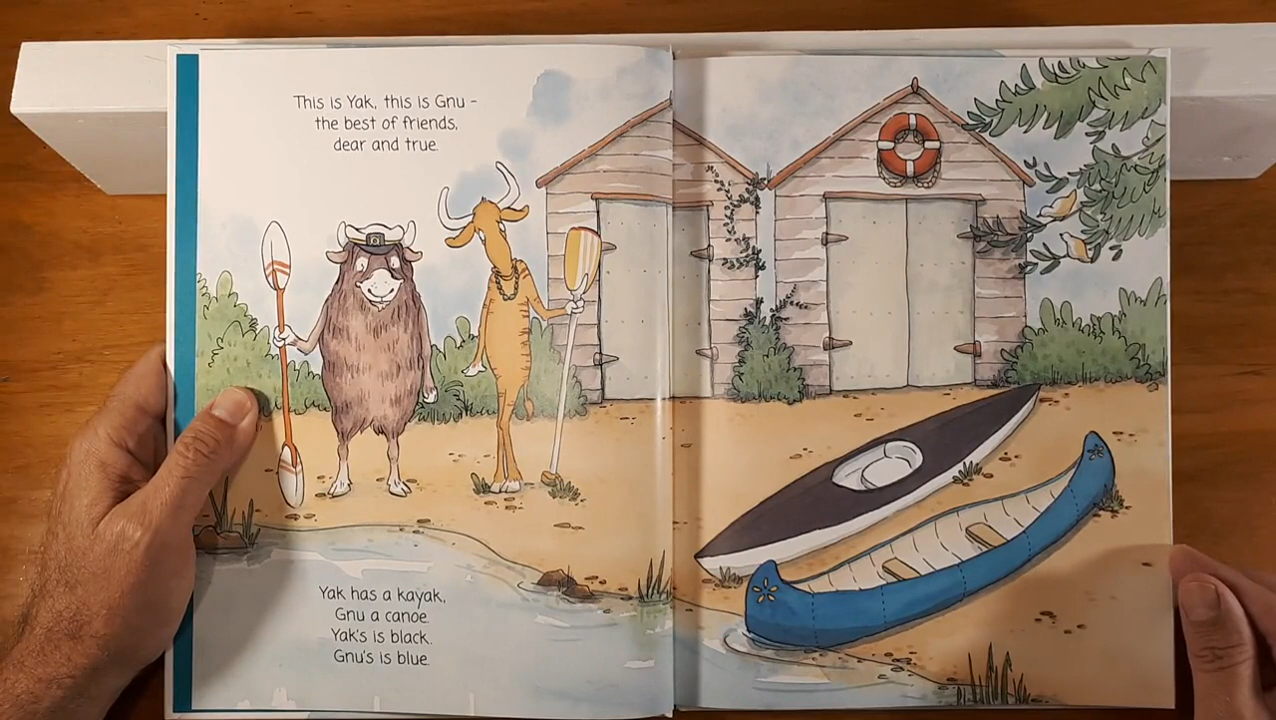 This is Yak, this is Gnu –
the best of friends,
dear and true.
Yak has a kayak,
Gnu a canoe.
Yak's is black.
Gnu's is blue.